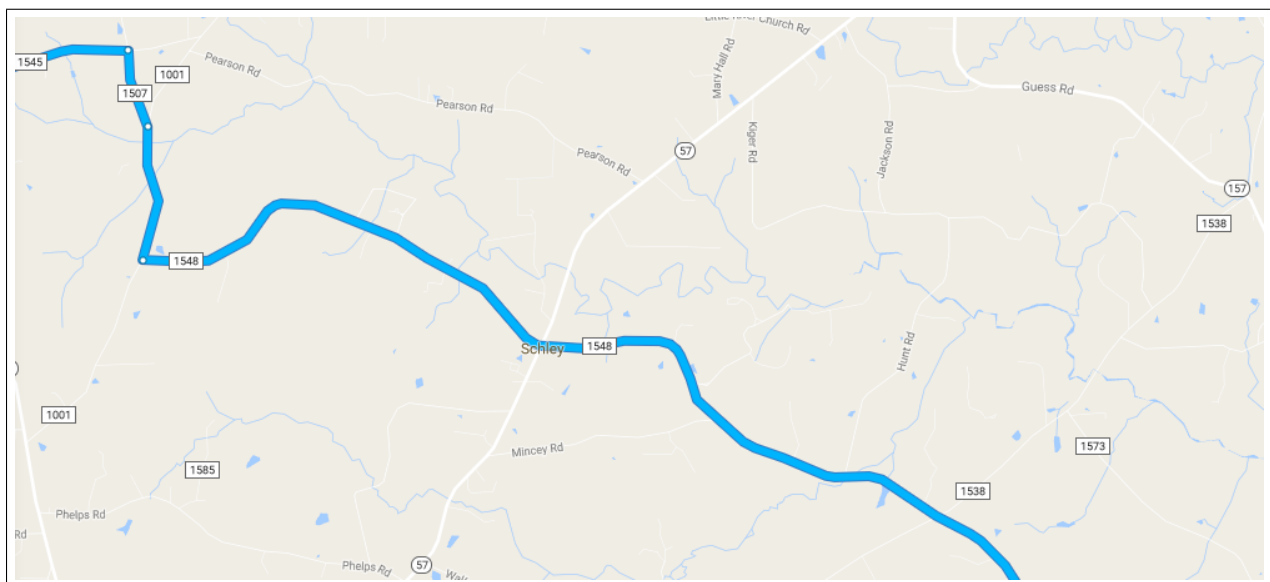 Little River Church Rd
1545
Pearson Rd
1001
Mary Hall Rd
Guess Rd
1507
Pearson Rd
Kiger Rd
Jackson Rd
57
Pearson Rd
157
1538
1548
Schley
1548
Hunt Rd
1001
Mincey Rd
1573
1585
1538
Phelps Rd
Rd
Phelps Rd
57